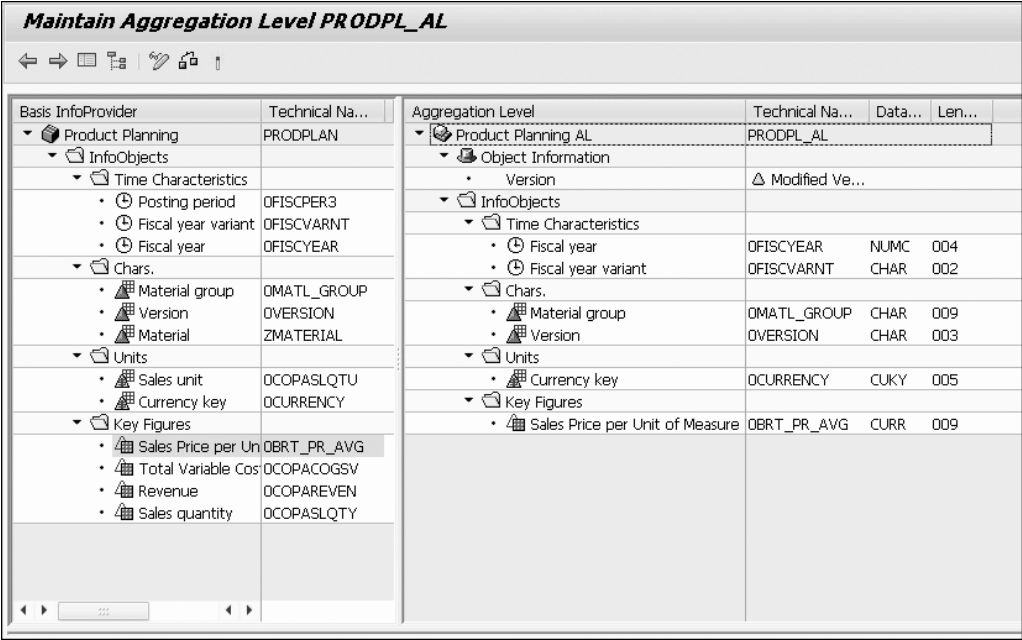 Maintain Aggregation Level PRODPL_AL
Basis InfoProvider Technical Na...
Product Planning PRODPLAN
InfoObjects
Time Characteristics
Posting period 0FISCPER3
Fiscal year variant 0FISCVARNT
Fiscal year 0FISCYEAR
Chars.
Material group 0MATL_GROUP
Version 0VERSION
Material ZMATERIAL
Units
Sales unit 0COPASLQTU
Currency key 0CURRENCY
Key Figures
Sales Price per Un 0BRT_PR_AVG
Total Variable Cos 0COPACOGSV
Revenue 0COPAREVEN
Sales quantity 0COPASLQTY
Aggregation Level Technical Na... Data... Len...
Product Planning AL PRODPL_AL
Object Information
Version Modified Ve...
InfoObjects
Time Characteristics
Fiscal year 0FISCYEAR NUMC 004
Fiscal year variant 0FISCVARNT CHAR 002
Chars.
Material group 0MATL_GROUP CHAR 009
Version 0VERSION CHAR 003
Units
Currency key 0CURRENCY CUKY 005
Key Figures
Sales Price per Unit of Measure 0BRT_PR_AVG CURR 009